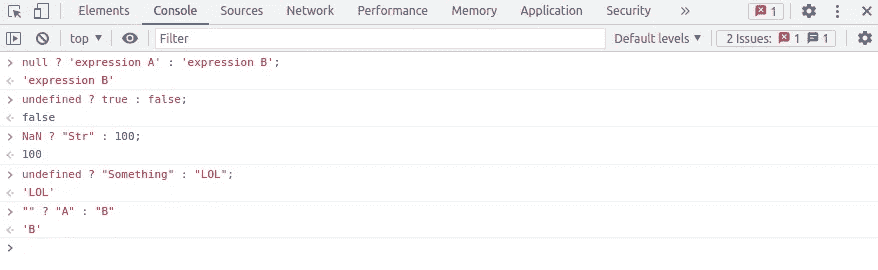 Elements Console Sources Network Performance Memory Application Security » 1
top ▼ Filter Default levels ▼ 2 Issues: 1 1
> null ? 'expression A' : 'expression B';
'expression B'
> undefined ? true : false;
false
> NaN ? "Str" : 100;
100
> undefined ? "Something" : "LOL";
'LOL'
> "" ? "A" : "B"
'B'
>